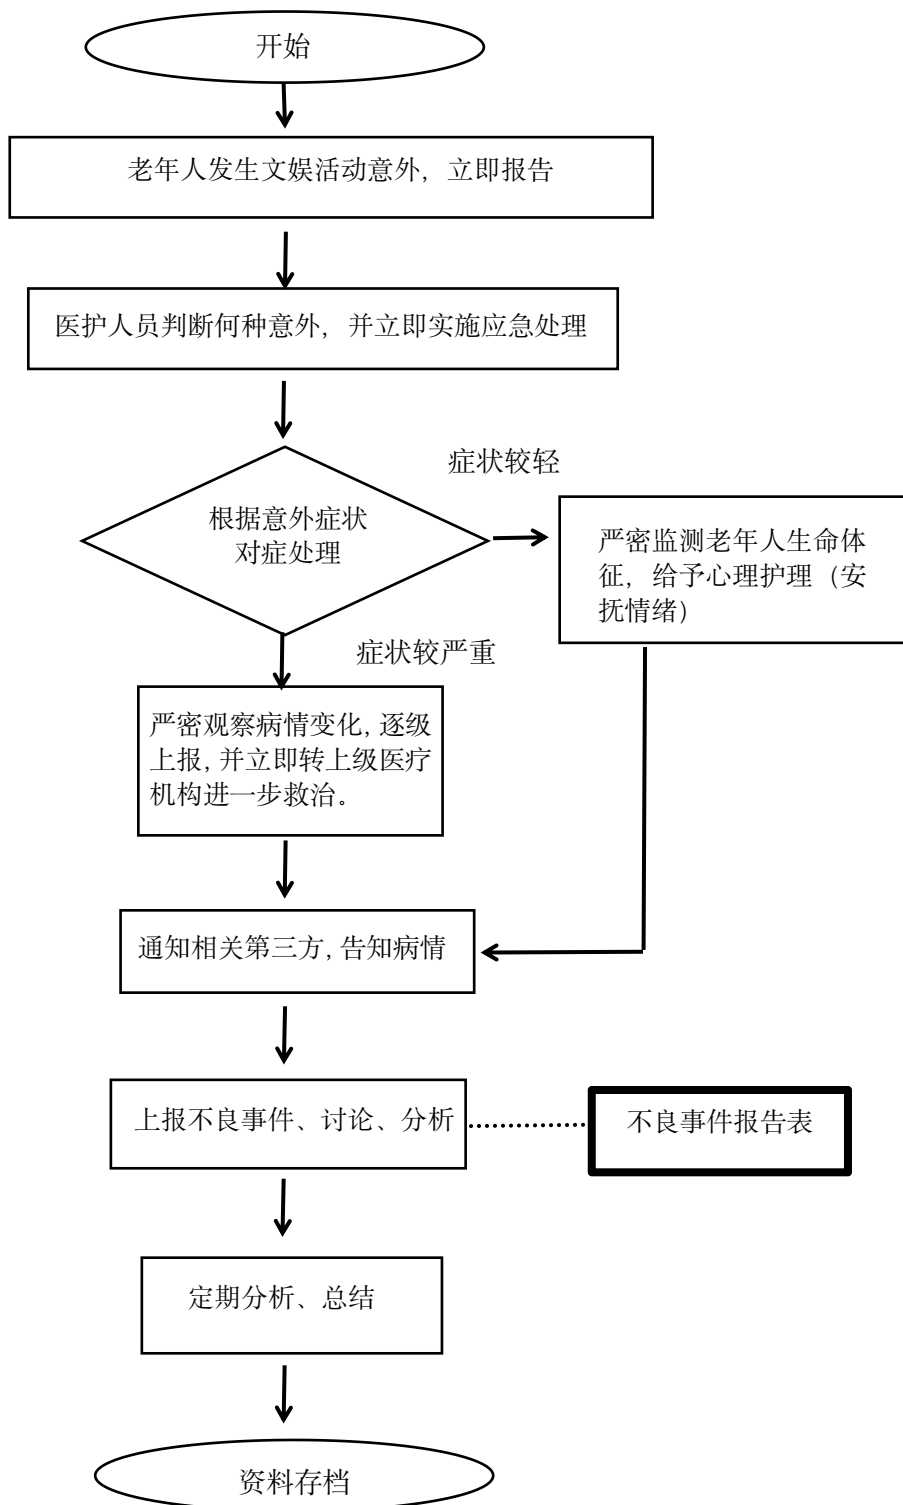 开始
老年人发生文娱活动意外，立即报告
医护人员判断何种意外，并立即实施应急处理
症状较轻
根据意外症状
对症处理
严密监测老年人生命体
征，给予心理护理（安
抚情绪）
症状较严重
严密观察病情变化，逐级
上报，并立即转上级医疗
机构进一步救治。
通知相关第三方，告知病情
上报不良事件、讨论、分析
不良事件报告表
定期分析、总结
资料存档